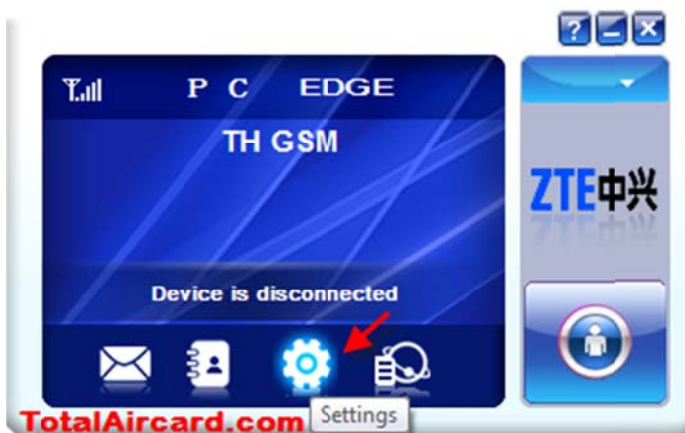 ?
P C EDGE
TH GSM
ZTE中兴
Device is disconnected
TotalAircard.com
Settings